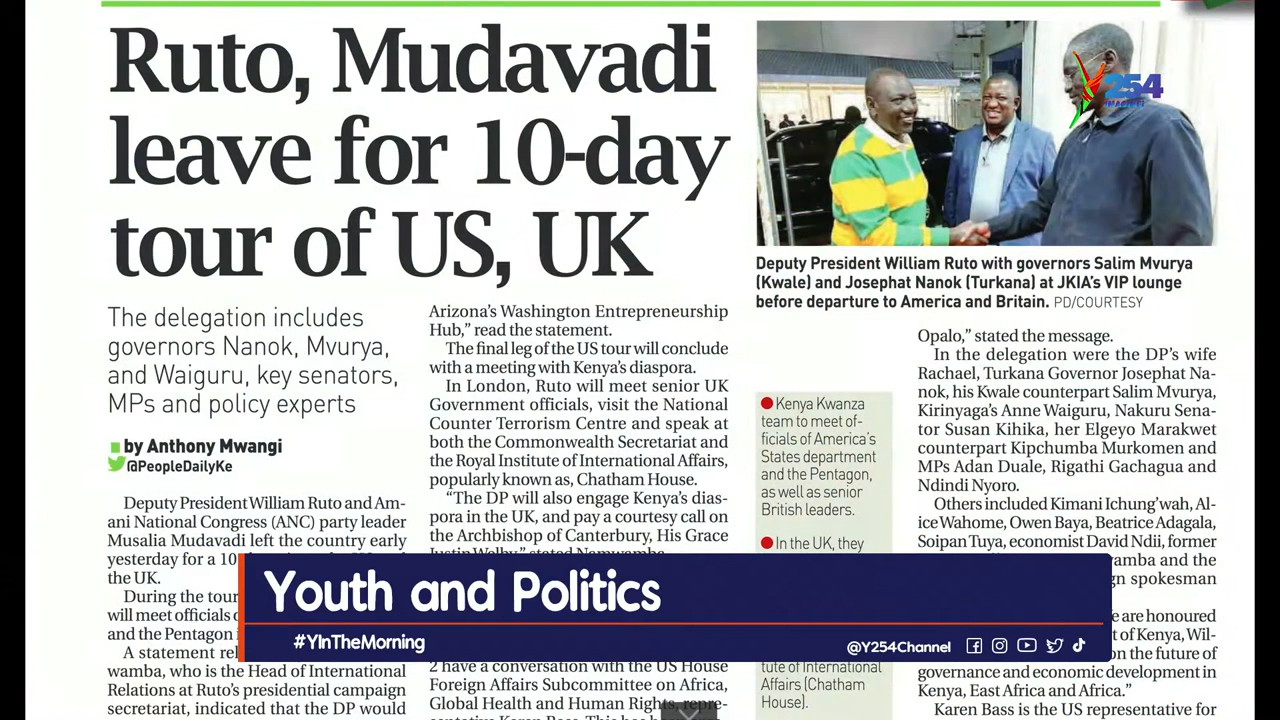 Ruto, Mudavadi
leave for 10-day
tour of US, UK
The delegation includes
governors Nanok, Mvurya,
and Waiguru, key senators,
MPs and policy experts
by Anthony Mwangi
@PeopleDailyKe
Deputy President William Ruto and Am-
ani National Congress (ANC) party leader
Musalia Mudavadi left the country early
yesterday for a 10
the UK.
During the tour
will meet officials
and the Pentagon
A statement
wamba, who is the Head of International
Relations at Ruto's presidential campaign
secretariat, indicated that the DP would
Arizona's Washington Entrepreneurship
Hub," read the statement.
The final leg of the US tour will conclude
with a meeting with Kenya's diaspora.
In London, Ruto will meet senior UK
Government officials, visit the National
Counter Terrorism Centre and speak at
both the Commonwealth Secretariat and
the Royal Institute of International Affairs,
popularly known as, Chatham House.
"The DP will also engage Kenya's dias-
pora in the UK, and pay a courtesy call on
the Archbishop of Canterbury, His Grace
2 have a conversation with the US House
Foreign Affairs Subcommittee on Africa,
Global Health and Human Rights, repre-
254
Deputy President William Ruto with governors Salim Mvurya
(Kwale) and Josephat Nanok (Turkana) at JKIA's VIP lounge
before departure to America and Britain. PD/COURTESY
Kenya Kwanza
team to meet of-
ficials of America's
States department
and the Pentagon,
as well as senior
British leaders.
In the UK, they
tute of International
Affairs (Chatham
House).
Opalo," stated the message.
In the delegation were the DP's wife
Rachael, Turkana Governor Josephat Na-
nok, his Kwale counterpart Salim Mvurya,
Kirinyaga's Anne Waiguru, Nakuru Sena-
tor Susan Kihika, her Elgeyo Marakwet
counterpart Kipchumba Murkomen and
MPs Adan Duale, Rigathi Gachagua and
Ndindi Nyoro.
Others included Kimani Ichung'wah, Al-
ice Wahome, Owen Baya, Beatrice Adagala,
Soipan Tuya, economist David Ndii, former
wamba and the
spokesman
are honoured
of Kenya, Wil-
on the future of
governance and economic development in
Kenya, East Africa and Africa."
Karen Bass is the US representative for
Youth and Politics
#YInTheMorning
@Y254Channel